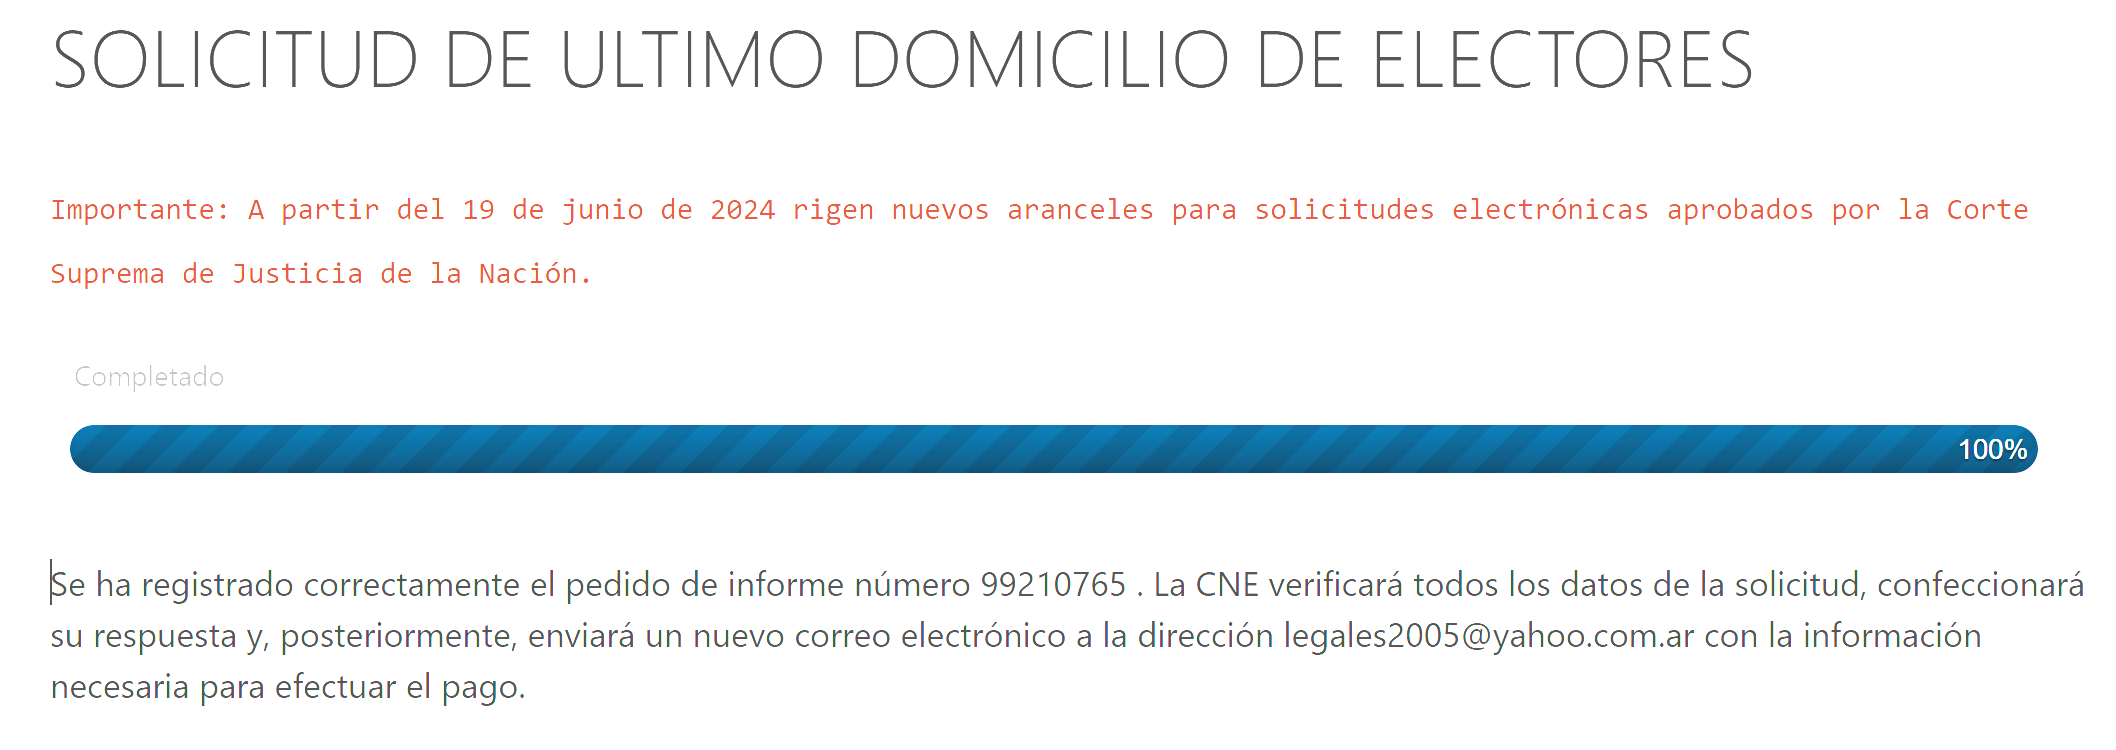 SOLICITUD DE ULTIMO DOMICILIO DE ELECTORES
Importante: A partir del 19 de junio de 2024 rigen nuevos aranceles para solicitudes electrónicas aprobados por la Corte
Suprema de Justicia de la Nación.
Completado
100%
Se ha registrado correctamente el pedido de informe número 99210765 . La CNE verificará todos los datos de la solicitud, confeccionará
su respuesta y, posteriormente, enviará un nuevo correo electrónico a la dirección legales2005@yahoo.com.ar con la información
necesaria para efectuar el pago.